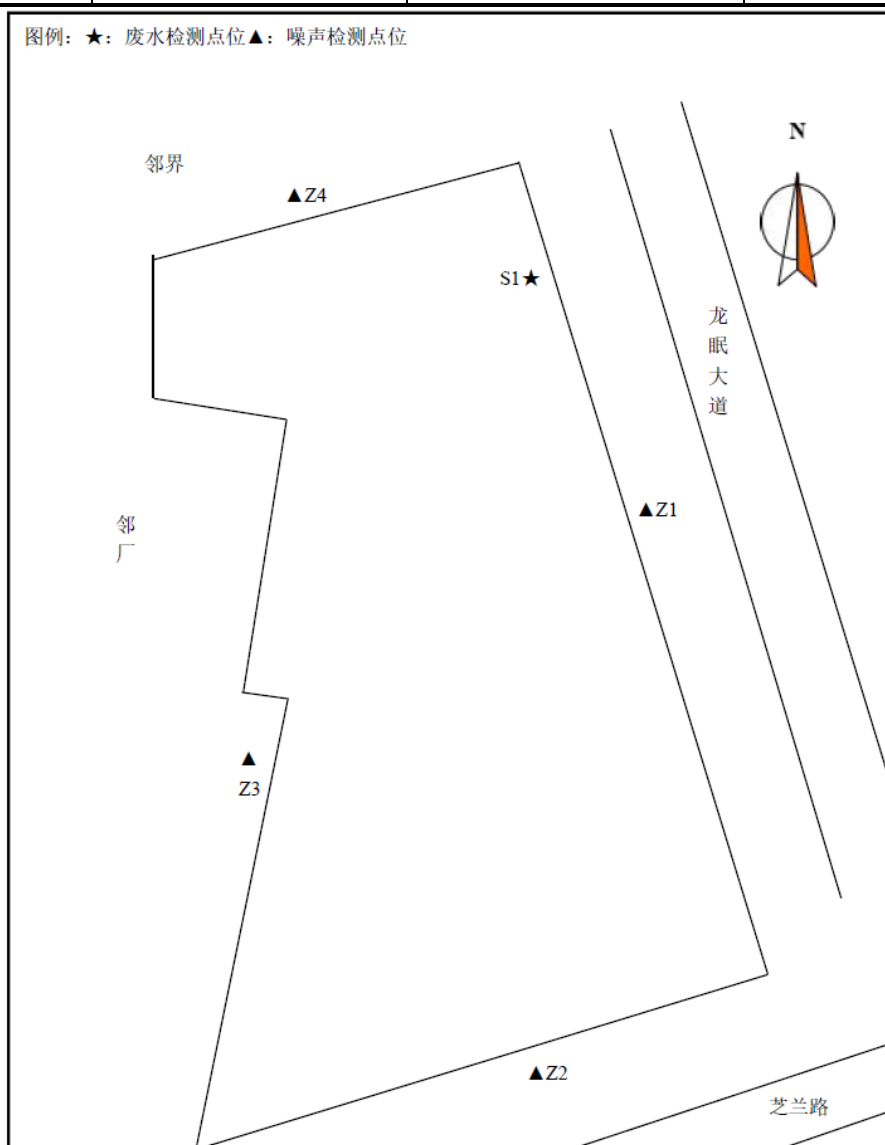 图例：★：废水检测点位▲：噪声检测点位
N
邻界
▲Z4
S1★
龙
眠
大
道
▲Z1
邻
厂
▲
Z3
▲Z2
芝兰路